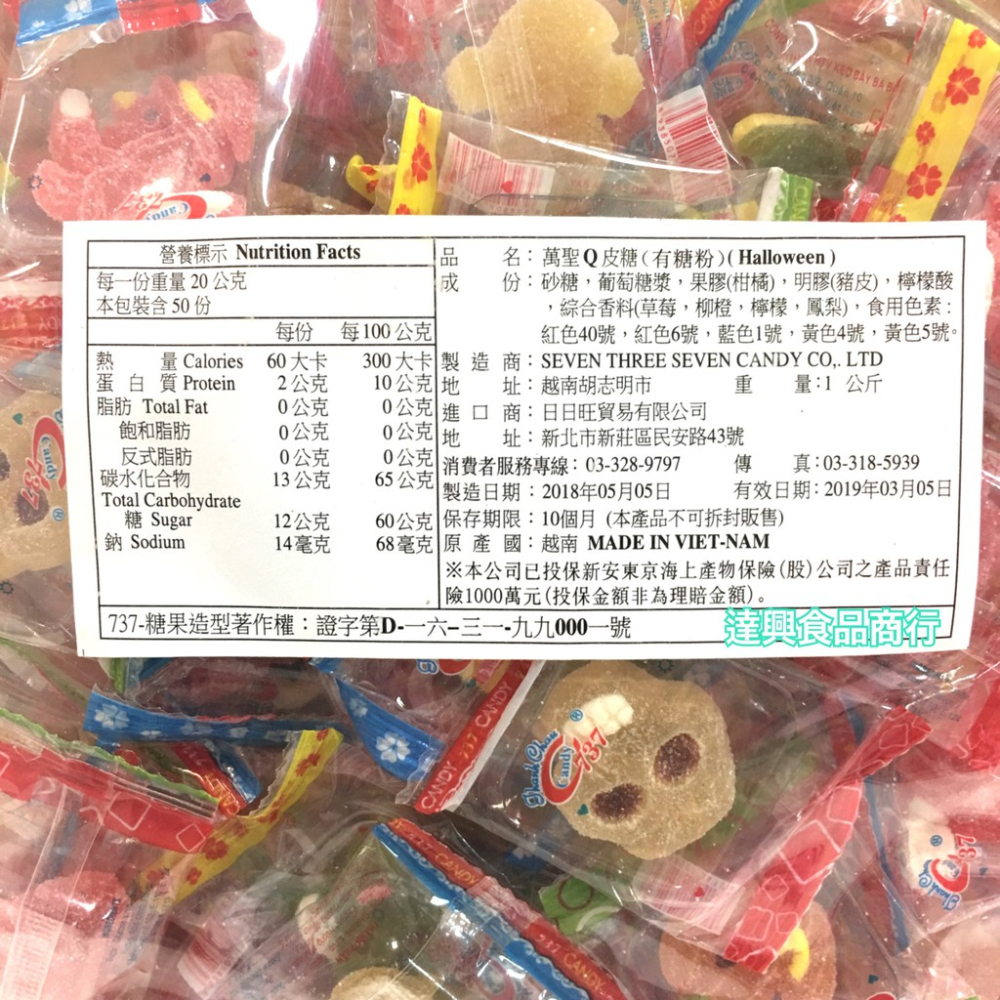 營養標示 Nutrition Facts
每一份重量 20 公克
本包裝含 50 份
每份 每 100 公克
熱 量 Calories 60 大卡 300 大卡
蛋 白 質 Protein 2 公克 10 公克
脂肪 Total Fat 0 公克 0 公克
飽和脂肪 0 公克 0 公克
反式脂肪 0 公克 0 公克
碳水化合物 13 公克 65 公克
Total Carbohydrate
糖 Sugar 12 公克 60 公克
鈉 Sodium 14 毫克 68 毫克
品 名：萬聖Q皮糖（有糖粉）( Halloween )
成 份：砂糖，葡萄糖漿，果膠(柑橘)，明膠(豬皮)，檸檬酸
，綜合香料(草莓，柳橙，檸檬，鳳梨)，食用色素：
紅色40號，紅色6號，藍色1號，黃色4號，黃色5號。
製 造 商：SEVEN THREE SEVEN CANDY CO,. LTD
地 址：越南胡志明市 重 量:1 公斤
進 口 商：日日旺貿易有限公司
地 址：新北市新莊區民安路43號
消費者服務專線：03-328-9797 傳 真:03-318-5939
製造日期：2018年05月05日 有效日期:2019年03月05日
保存期限：10個月 (本產品不可拆封販售)
原 產 國：越南 MADE IN VIET-NAM
※本公司已投保新安東京海上產物保險(股)公司之產品責任
險1000萬元(投保金額非為理賠金額)。
737-糖果造型著作權：證字第D-一六-三一-九九000一號
達興食品商行
CANDY 737 CANDY
Thanh Chau
Candy
737
737 CANDY
737 CANDY